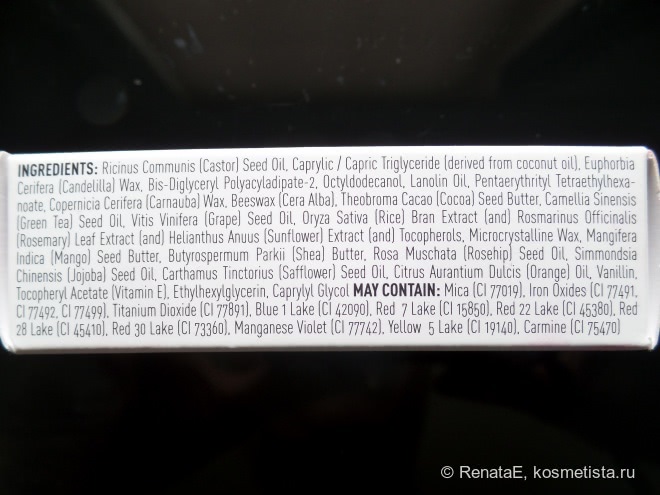 INGREDIENTS: Ricinus Communis (Castor) Seed Oil, Caprylic / Capric Triglyceride (derived from coconut oil), Euphorbia
Cerifera (Candelilla) Wax, Bis-Diglyceryl Polyacyladipate-2, Octyldodecanol, Lanolin Oil, Pentaerythrityl Tetraethylhexa-
noate, Copernicia Cerifera (Carnauba) Wax, Beeswax (Cera Alba), Theobroma Cacao (Cocoa) Seed Butter, Camellia Sinensis
(Green Tea) Seed Oil, Vitis Vinifera (Grape) Seed Oil, Oryza Sativa (Rice) Bran Extract (and) Rosmarinus Officinalis
(Rosemary) Leaf Extract (and) Helianthus Anuus (Sunflower) Extract (and) Tocopherols, Microcrystalline Wax, Mangifera
Indica (Mango) Seed Butter, Butyrospermum Parkii (Shea) Butter, Rosa Muschata (Rosehip) Seed Oil, Simmondsia
Chinensis (Jojoba) Seed Oil, Carthamus Tinctorius (Safflower) Seed Oil, Citrus Aurantium Dulcis (Orange) Oil, Vanillin,
Tocopheryl Acetate (Vitamin E), Ethylhexylglycerin, Caprylyl Glycol MAY CONTAIN: Mica (CI 77019), Iron Oxides (CI 77491,
CI 77492, CI 77499), Titanium Dioxide (CI 77891), Blue 1 Lake (CI 42090), Red 7 Lake (CI 15850), Red 22 Lake (CI 45380), Red
28 Lake (CI 45410), Red 30 Lake (CI 73360), Manganese Violet (CI 77742), Yellow 5 Lake (CI 19140), Carmine (CI 75470)
© RenataE, kosmetista.ru